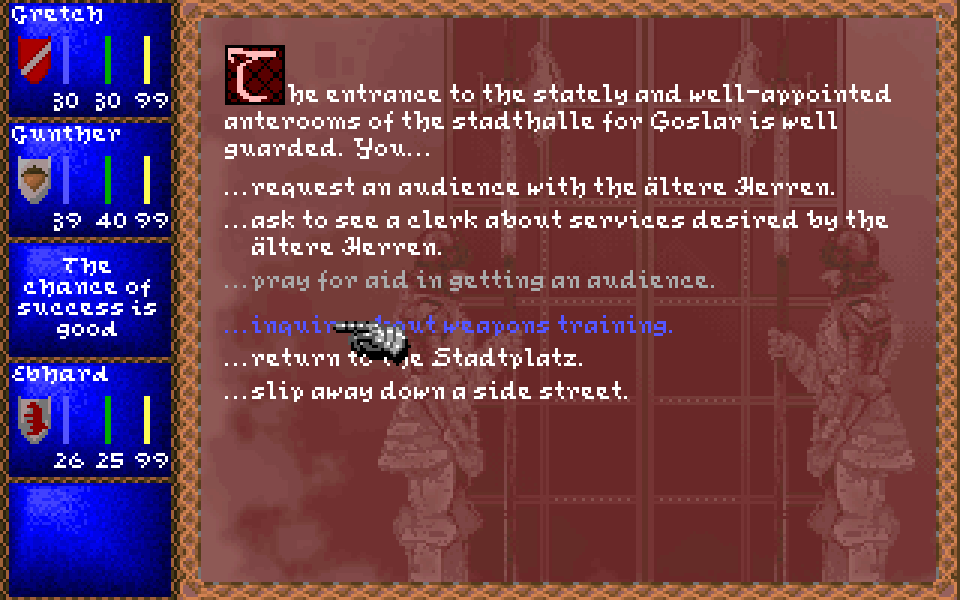 Gretch
30 30 99
Gunther
39 40 99
The
chance of
success is
good
Ebhard
26 25 99
The entrance to the stately and well-appointed
anterooms of the stadthalle for Goslar is well
guarded. You...
...request an audience with the ältere Herren.
...ask to see a clerk about services desired by the
ältere Herren.
...pray for aid in getting an audience.
...inquire about weapons training.
...return to the Stadtplatz.
...slip away down a side street.